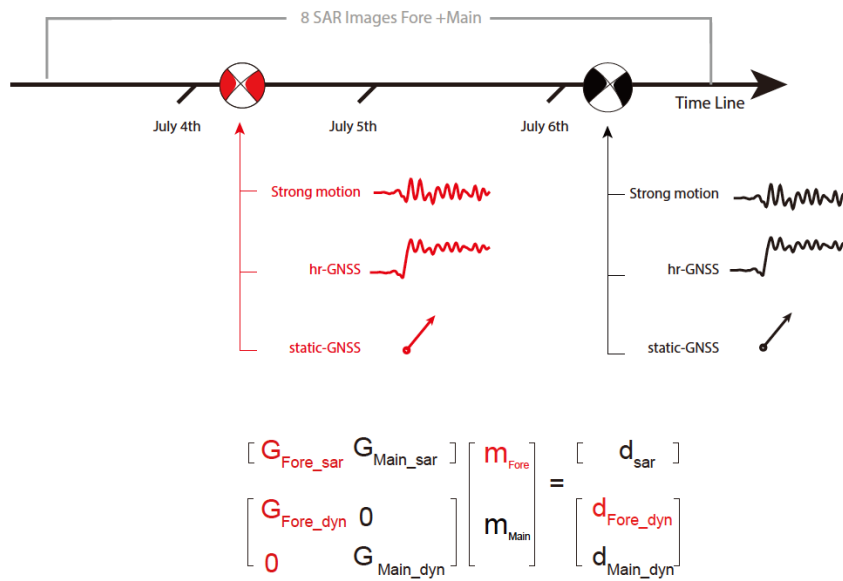 8 SAR Images Fore +Main
Time Line
July 4th
July 5th
July 6th
Strong motion
hr-GNSS
static-GNSS
Strong motion
hr-GNSS
static-GNSS
G_Fore_sar G_Main_sar m_Fore = d_sar
G_Fore_dyn 0 m_Main d_Fore_dyn
0 G_Main_dyn d_Main_dyn